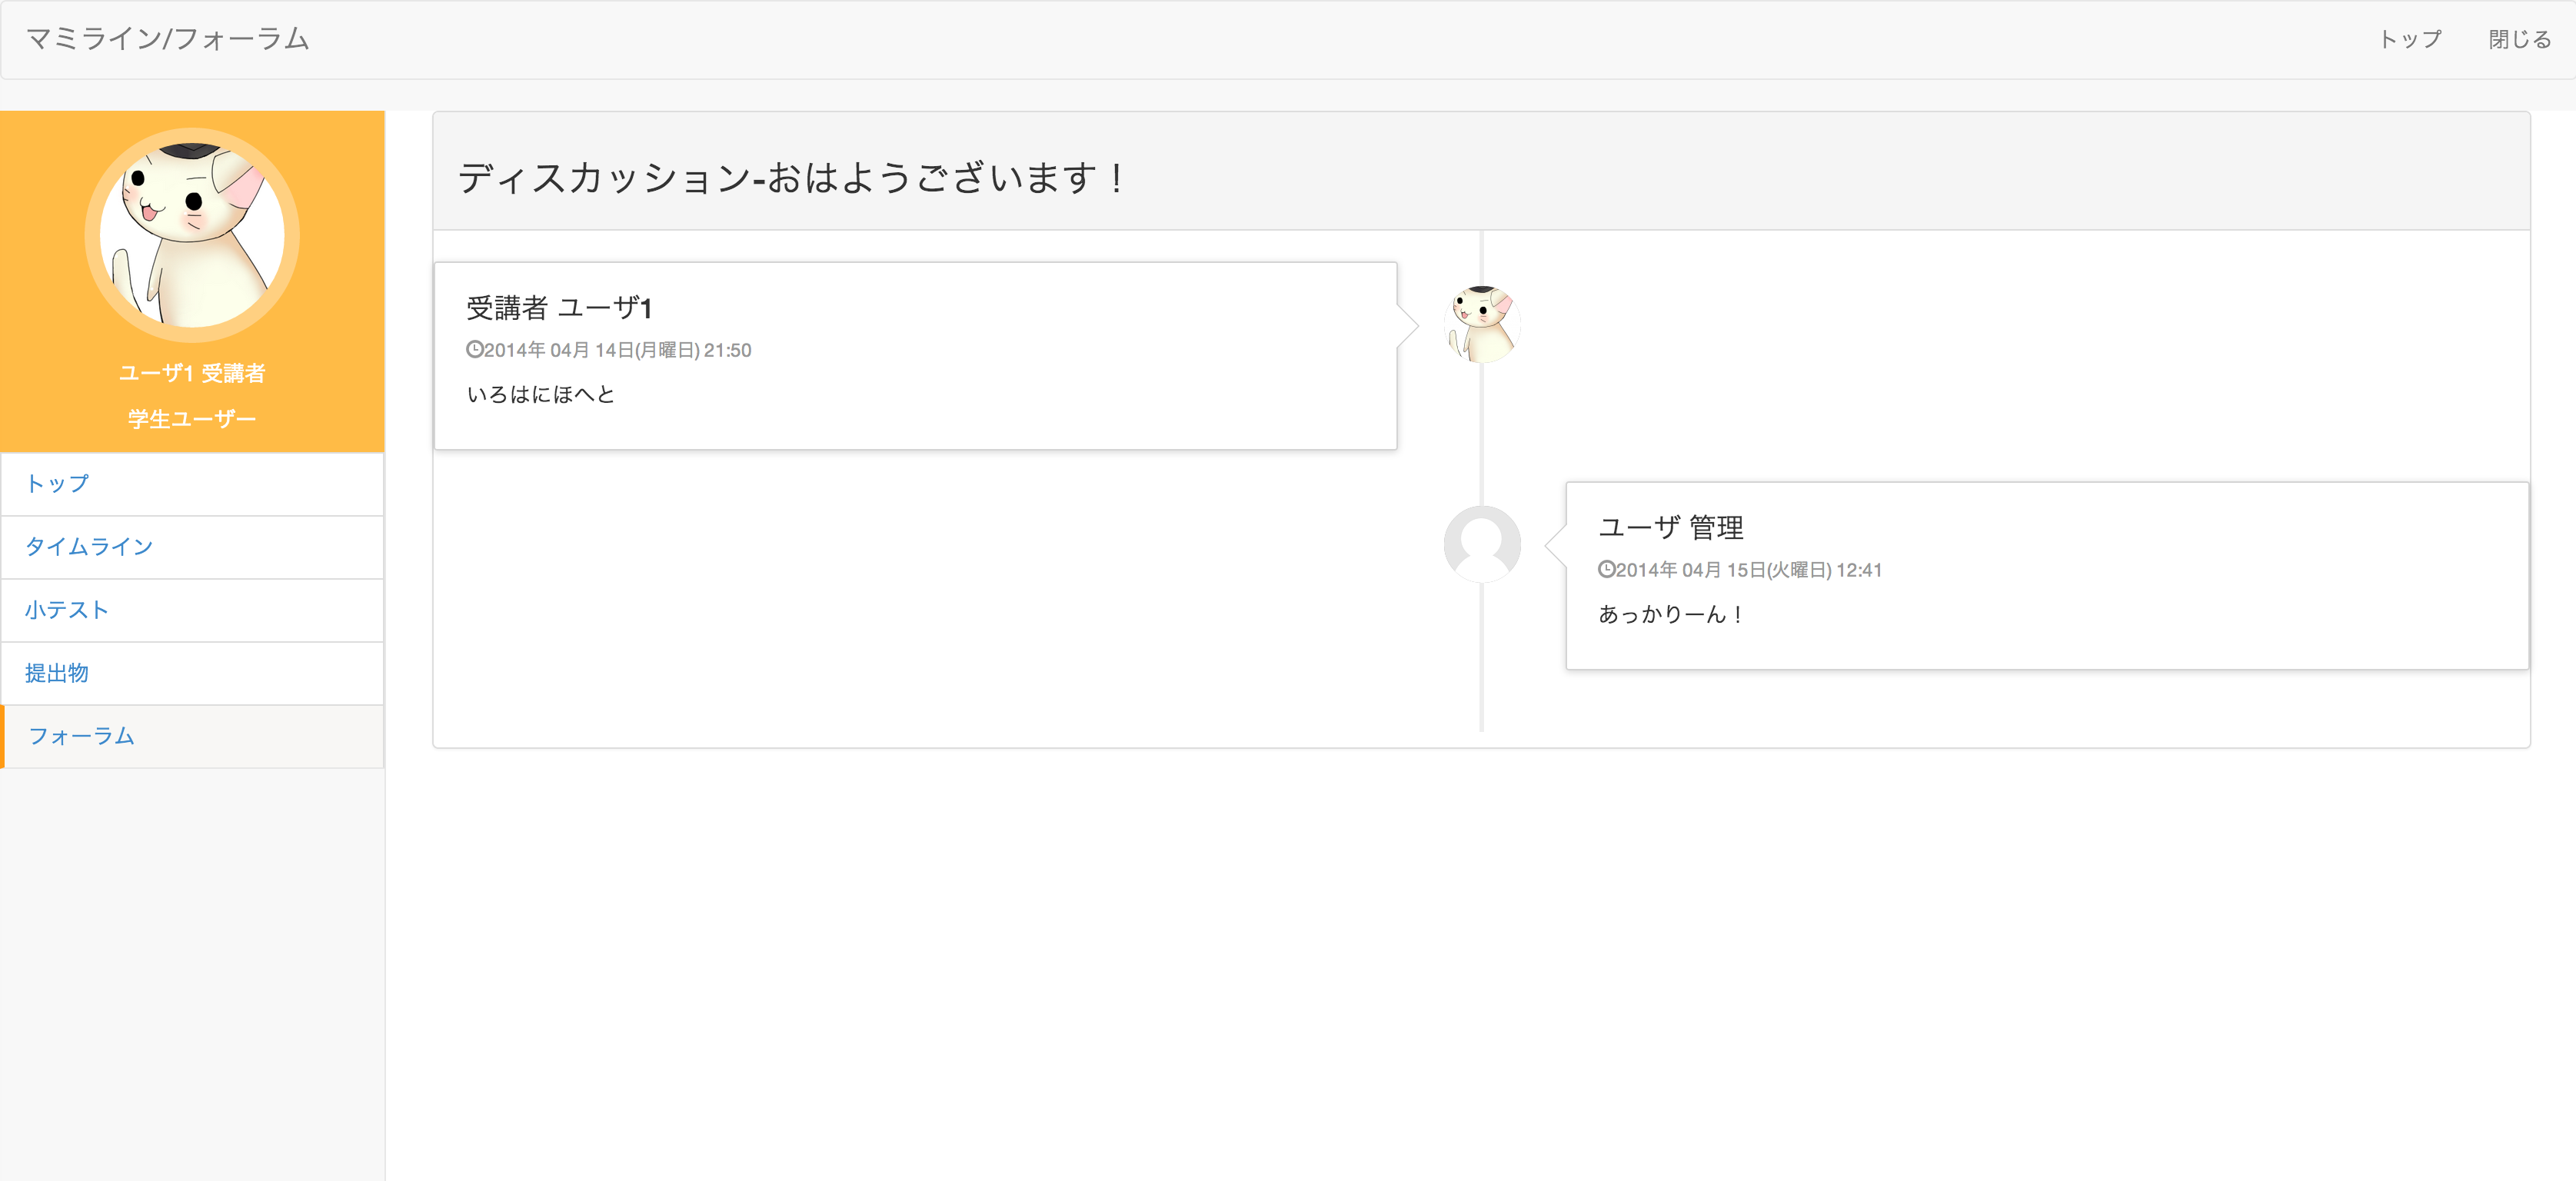 マミライン/フォーラム
トップ
閉じる
ユーザ1 受講者
学生ユーザー
トップ
タイムライン
小テスト
提出物
フォーラム
ディスカッション-おはようございます！
受講者 ユーザ1
2014年 04月 14日(月曜日) 21:50
いろはにほへと
ユーザ 管理
2014年 04月 15日(火曜日) 12:41
あっかりーん！